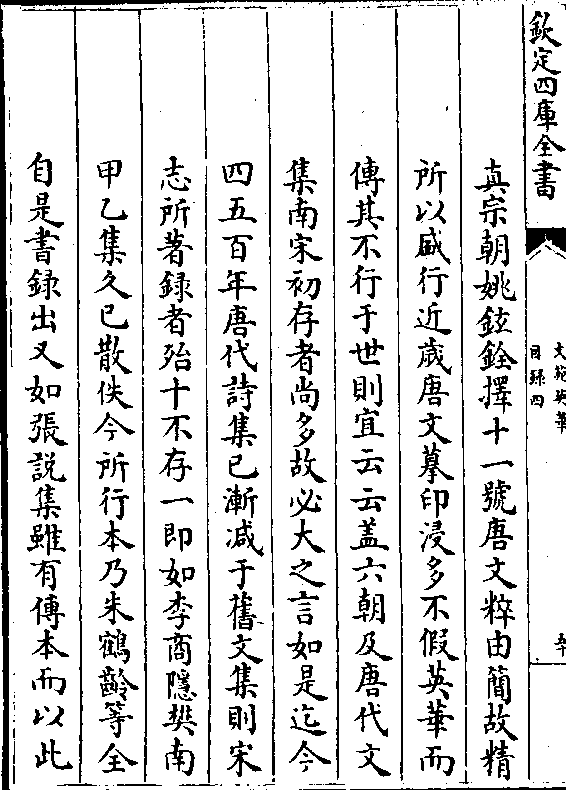 欽定四庫全書
文苑英華
目錄四
真宗朝姚鉉銓擇十一號唐文粹由簡故精
所以盛行近歲唐文摹印浸多不假英華而
傳其不行于世則宜云云蓋六朝及唐代文
集南宋初存者尚多故必大之言如是迄今
四五百年唐代詩集已漸減于舊文集則宋
志所著録者殆十不存一即如李商隱樊南
甲乙集久已散佚今所行本乃朱鶴齡等全
自是書録出又如張説集雖有傳本而以此